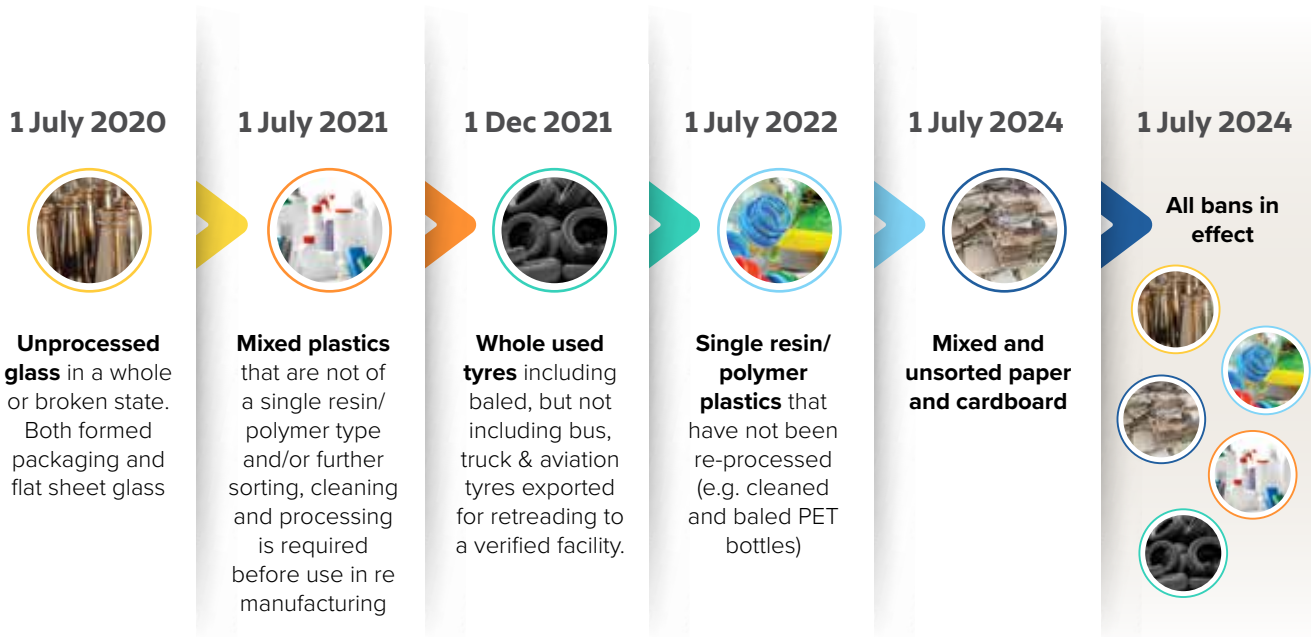 1 July 2020
Unprocessed
glass in a whole
or broken state.
Both formed
packaging and
flat sheet glass
1 July 2021
Mixed plastics
that are not of
a single resin/
polymer type
and/or further
sorting, cleaning
and processing
is required
before use in re
manufacturing
1 Dec 2021
Whole used
tyres including
baled, but not
including bus,
truck & aviation
tyres exported
for retreading to
a verified facility.
1 July 2022
Single resin/
polymer
plastics that
have not been
re-processed
(e.g. cleaned
and baled PET
bottles)
1 July 2024
Mixed and
unsorted paper
and cardboard
1 July 2024
All bans in
effect